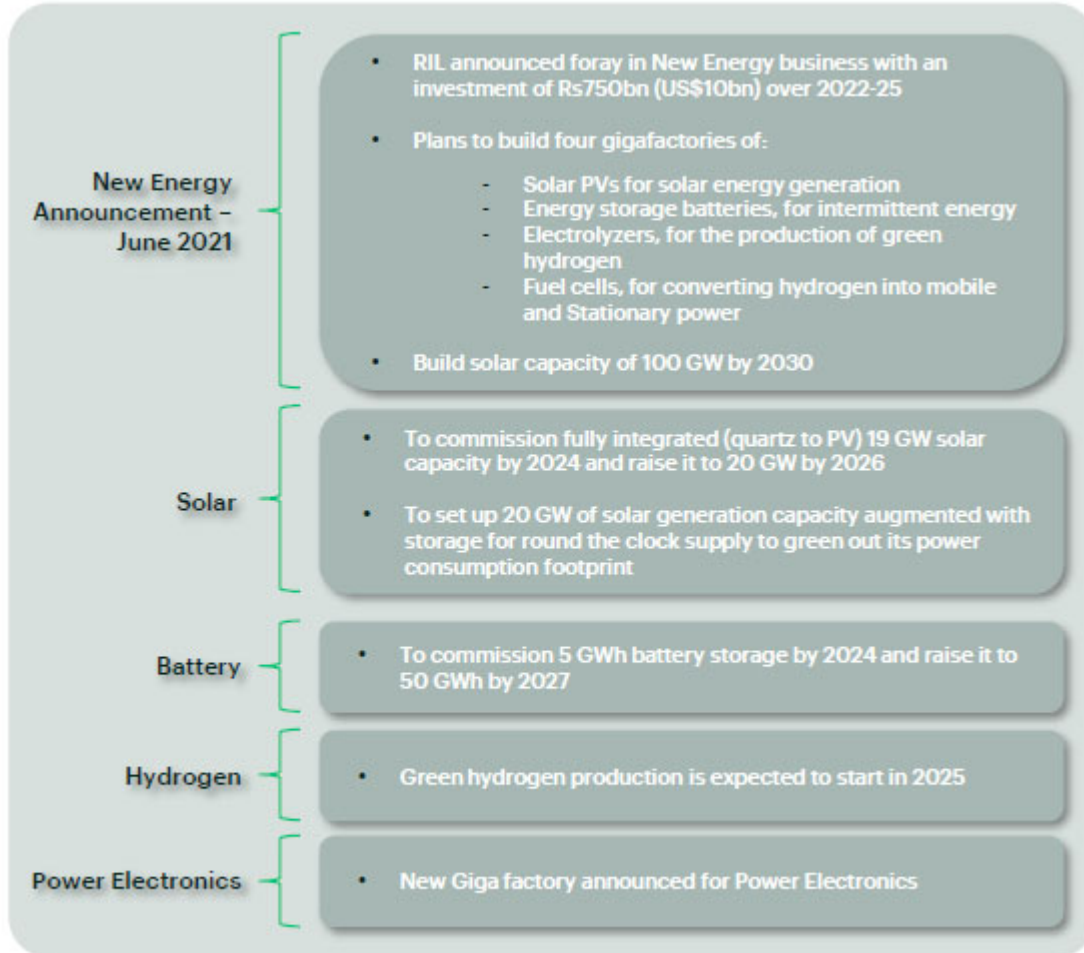 New Energy
Announcement –
June 2021
• RIL announced foray in New Energy business with an
investment of Rs750bn (US$10bn) over 2022-25
• Plans to build four gigafactories of:
- Solar PVs for solar energy generation
- Energy storage batteries, for intermittent energy
- Electrolyzers, for the production of green
hydrogen
- Fuel cells, for converting hydrogen into mobile
and Stationary power
• Build solar capacity of 100 GW by 2030
Solar
• To commission fully integrated (quartz to PV) 19 GW solar
capacity by 2024 and raise it to 20 GW by 2026
• To set up 20 GW of solar generation capacity augmented with
storage for round the clock supply to green out its power
consumption footprint
Battery
• To commission 5 GWh battery storage by 2024 and raise it to
50 GWh by 2027
Hydrogen
• Green hydrogen production is expected to start in 2025
Power Electronics
• New Giga factory announced for Power Electronics